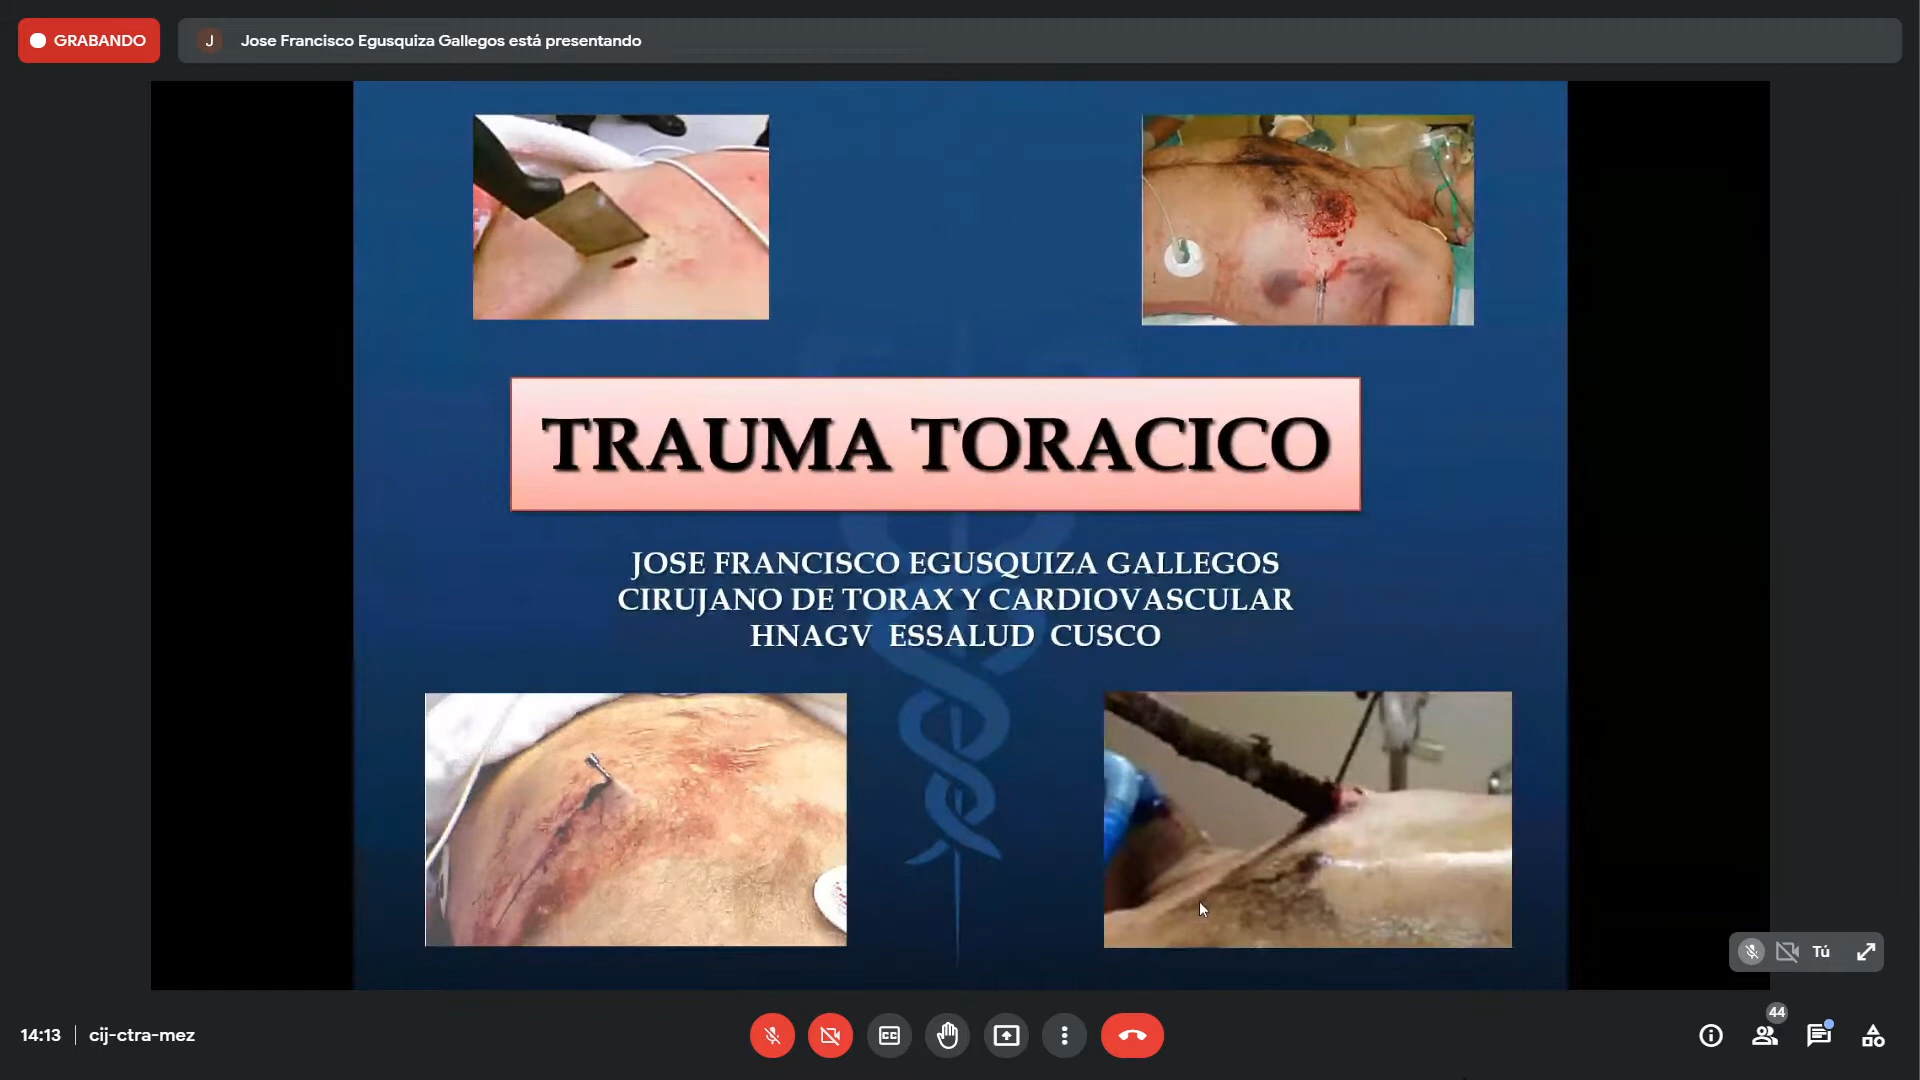 GRABANDO
J
Jose Francisco Egusquiza Gallegos está presentando
TRAUMA TORACICO
JOSE FRANCISCO EGUSQUIZA GALLEGOS
CIRUJANO DE TORAX Y CARDIOVASCULAR
HNAGV ESSALUD CUSCO
Tú
14:13 | cij-ctra-mez
CC
44